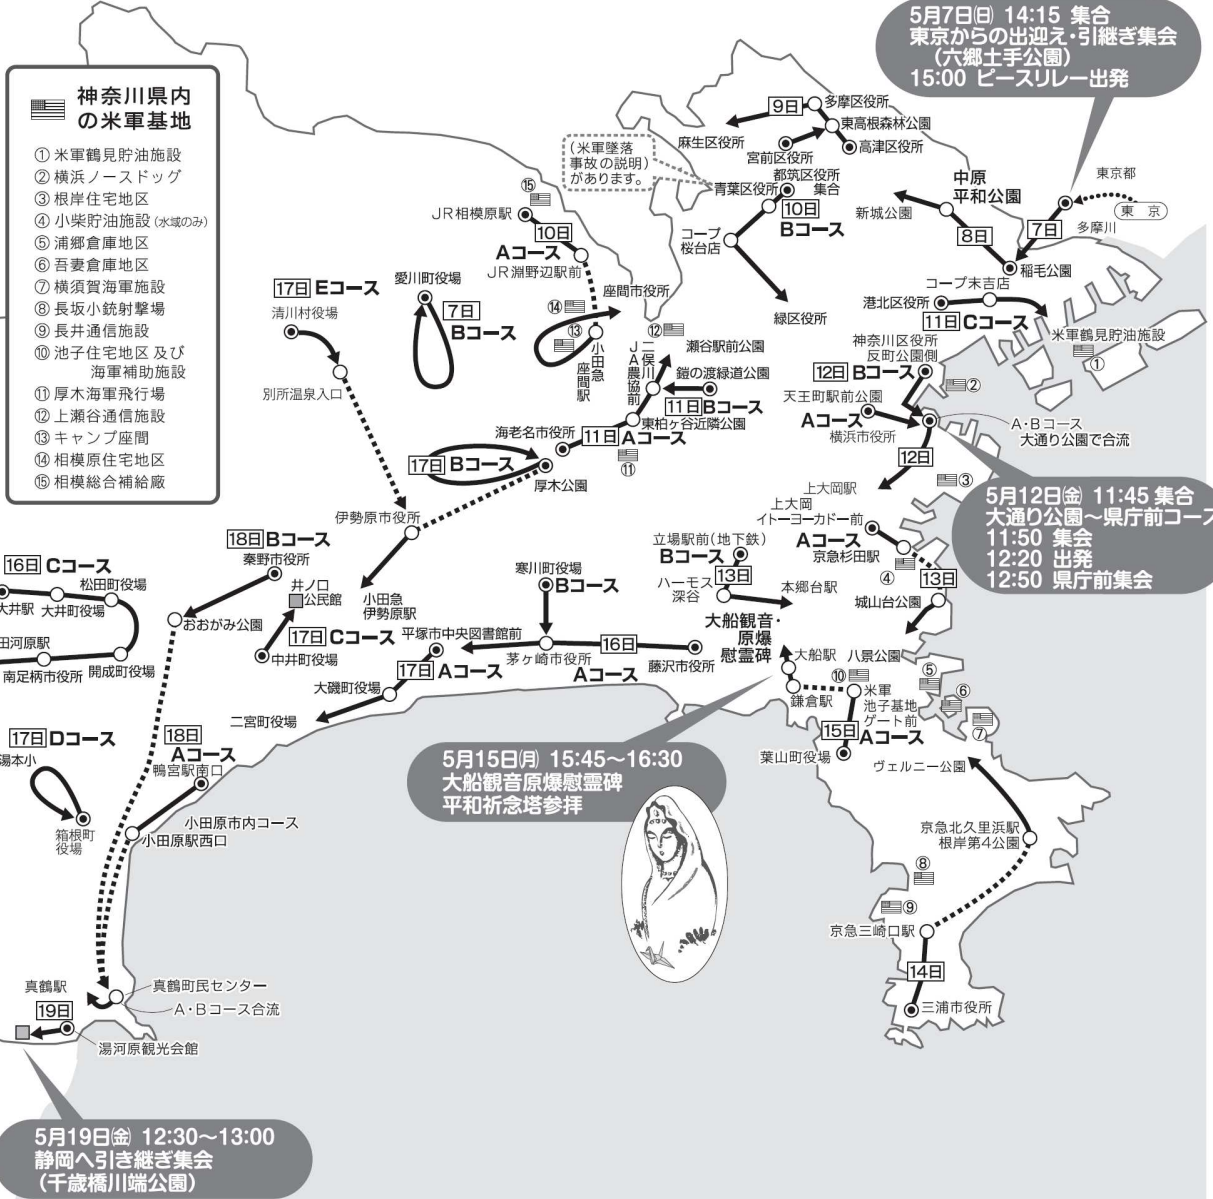 5月7日㈰ 14:15 集合
東京からの出迎え・引継ぎ集会
(六郷土手公園)
15:00 ピースリレー出発
神奈川県内
の米軍基地
① 米軍鶴見貯油施設
② 横浜ノースドッグ
③ 根岸住宅地区
④ 小柴貯油施設(水域のみ)
⑤ 浦郷倉庫地区
⑥ 吾妻倉庫地区
⑦ 横須賀海軍施設
⑧ 長坂小銃射撃場
⑨ 長井通信施設
⑩ 池子住宅地区 及び
海軍補助施設
⑪ 厚木海軍飛行場
⑫ 上瀬谷通信施設
⑬ キャンプ座間
⑭ 相模原住宅地区
⑮ 相模総合補給廠
9日
多摩区役所
東高根森林公園
高津区役所
麻生区役所
宮前区役所
(米軍墜落
事故の説明)
があります。
都筑区役所
集合
青葉区役所
10日
Bコース
コープ
桜台店
緑区役所
中原
平和公園
新城公園
8日
7日
東京都
東 京
多摩川
稲毛公園
コープ末吉店
港北区役所
11日 Cコース
米軍鶴見貯油施設
①
⑮
JR相模原駅
10日
Aコース
JR淵野辺駅前
座間市役所
⑭
⑬
小田急
座間駅
17日 Eコース
清川村役場
別所温泉入口
愛川町役場
7日
Bコース
⑫
瀬谷駅前公園
二俣川
JA農協前
鎧の渡緑道公園
11日 Bコース
東柏ヶ谷近隣公園
海老名市役所
11日 Aコース
⑪
17日 Bコース
厚木公園
神奈川区役所
反町公園側
12日 Bコース
②
天王町駅前公園
Aコース
横浜市役所
A・Bコース
大通り公園で合流
12日
上大岡駅
③
5月12日㈮ 11:45 集合
大通り公園～県庁前コース
11:50 集会
12:20 出発
12:50 県庁前集会
上大岡
イトーヨーカドー前
Aコース
京急杉田駅
④
13日
城山台公園
伊勢原市役所
小田急
伊勢原駅
18日 Bコース
秦野市役所
おおがみ公園
井ノ口
公民館
17日 Cコース
中井町役場
16日 Cコース
松田町役場
大井駅
大井町役場
田河原駅
南足柄市役所
開成町役場
寒川町役場
Bコース
平塚市中央図書館前
茅ヶ崎市役所
16日
Aコース
藤沢市役所
17日 Aコース
大磯町役場
二宮町役場
立場駅前(地下鉄)
Bコース
13日
ハーモス
深谷
本郷台駅
大船観音・
原爆
慰霊碑
大船駅
鎌倉駅
八景公園
⑩
米軍
池子基地
ゲート前
15日
Aコース
葉山町役場
⑤
⑥
⑦
ヴェルニー公園
京急北久里浜駅
根岸第4公園
⑧
⑨
京急三崎口駅
14日
三浦市役所
5月15日㈪ 15:45～16:30
大船観音原爆慰霊碑
平和祈念塔参拝
17日 Dコース
湯本小
箱根町
役場
18日
Aコース
鴨宮駅南口
小田原市内コース
小田原駅西口
真鶴駅
真鶴町民センター
A・Bコース合流
19日
湯河原観光会館
5月19日㈮ 12:30～13:00
静岡へ引き継ぎ集会
(千歳橋川端公園)